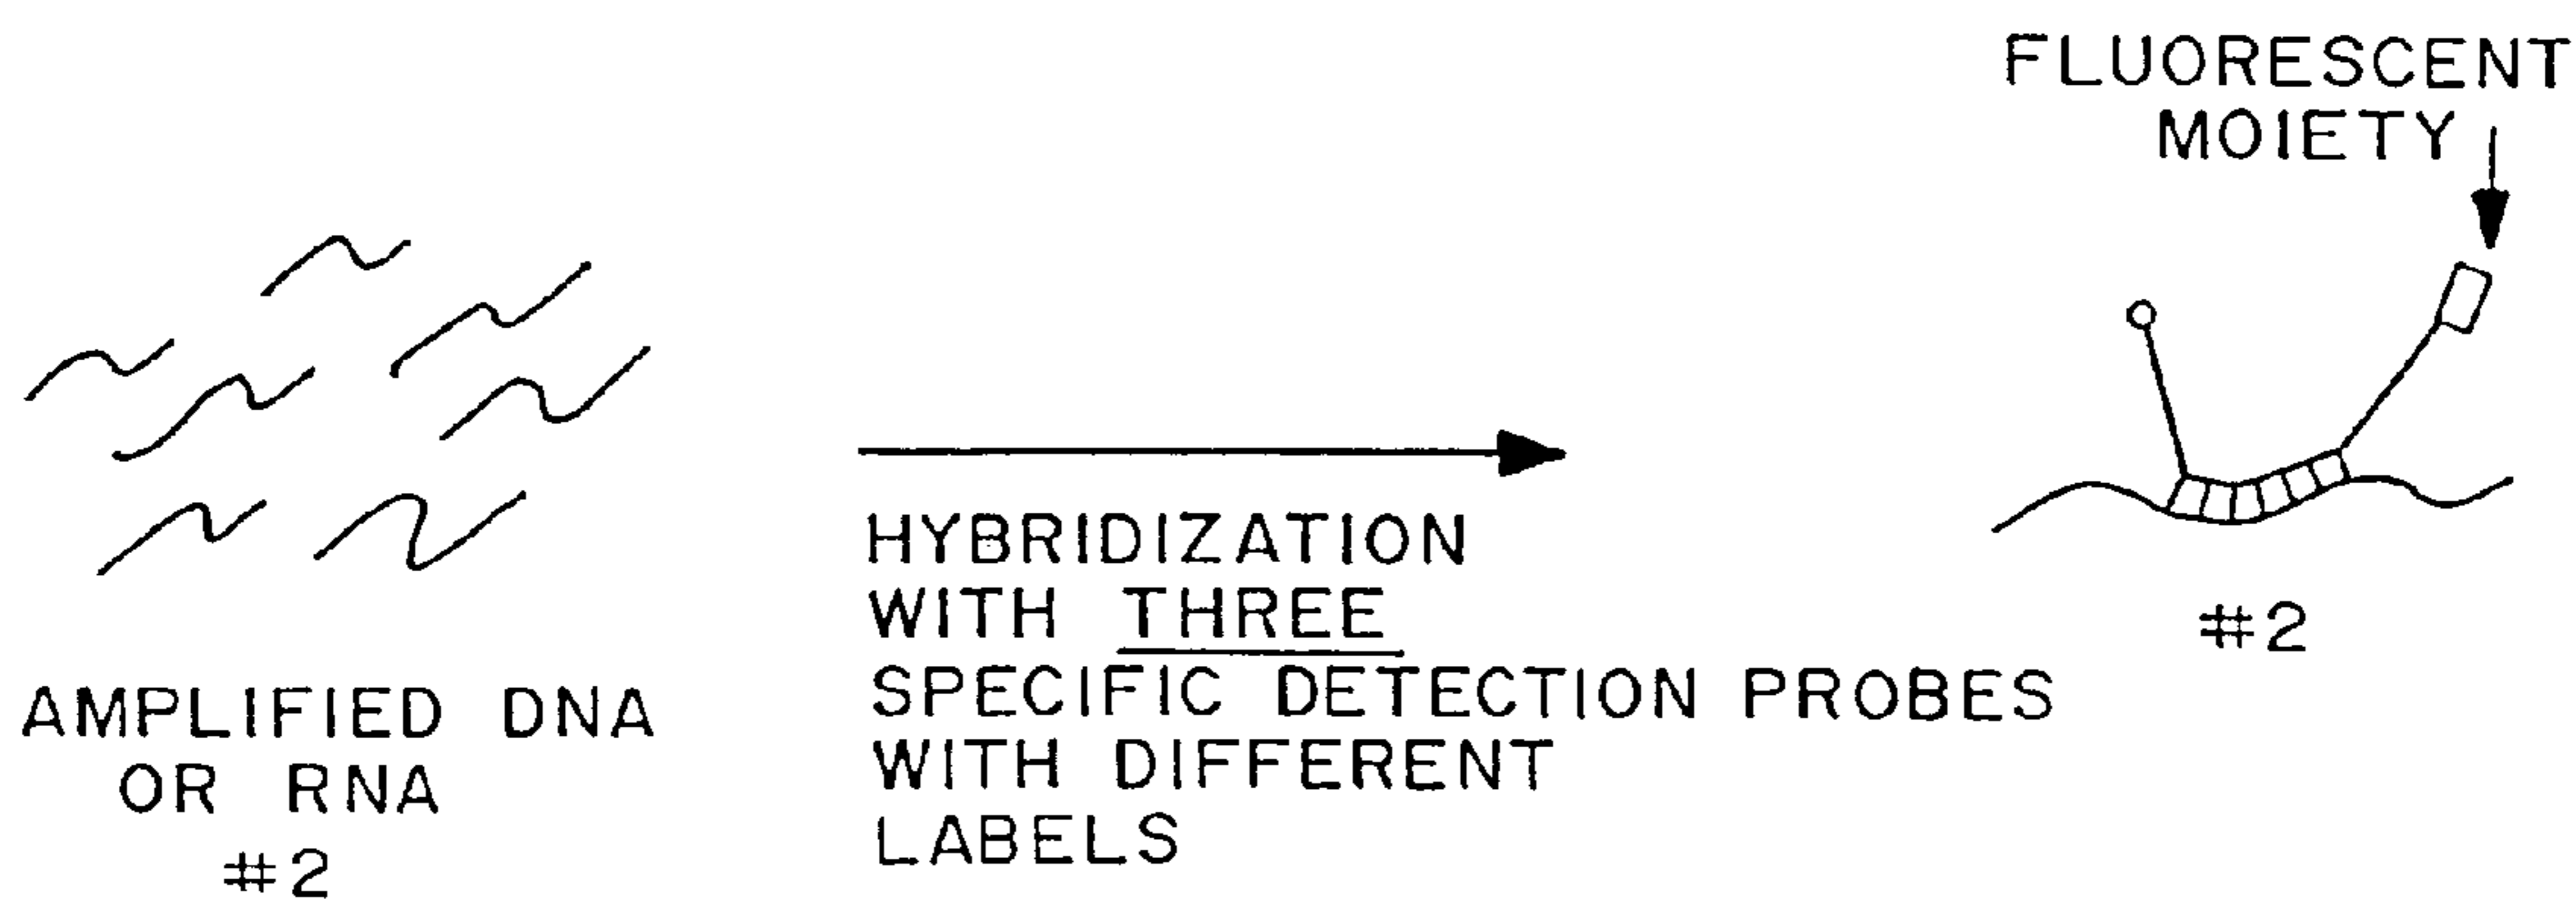 FLUORESCENT
MOIETY
AMPLIFIED DNA
OR RNA
#2
HYBRIDIZATION
WITH THREE
SPECIFIC DETECTION PROBES
WITH DIFFERENT
LABELS
#2